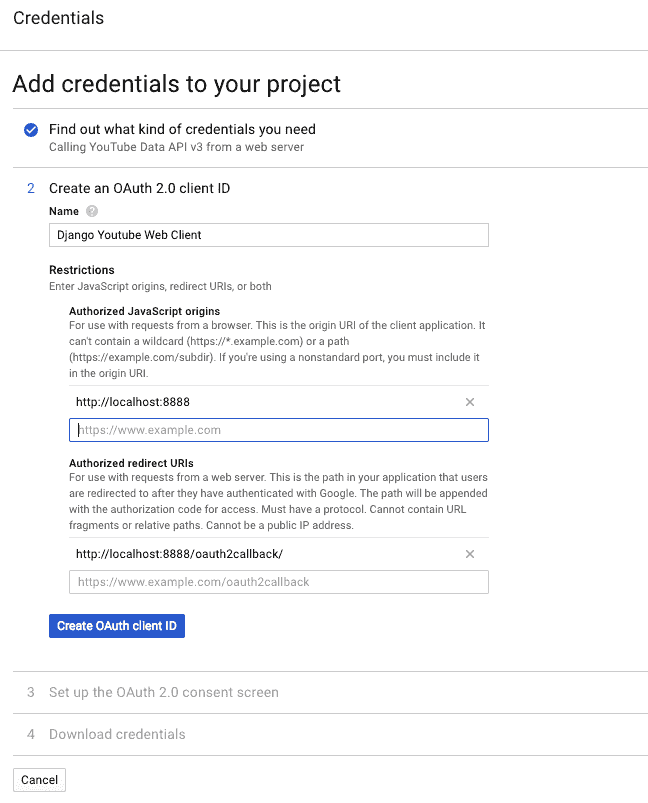 Credentials
Add credentials to your project
Find out what kind of credentials you need
Calling YouTube Data API v3 from a web server
2 Create an OAuth 2.0 client ID
Name ?
Django Youtube Web Client
Restrictions
Enter JavaScript origins, redirect URIs, or both
Authorized JavaScript origins
For use with requests from a browser. This is the origin URI of the client application. It
can't contain a wildcard (https://*.example.com) or a path
(https://example.com/subdir). If you're using a nonstandard port, you must include it
in the origin URI.
http://localhost:8888
https://www.example.com
Authorized redirect URIs
For use with requests from a web server. This is the path in your application that users
are redirected to after they have authenticated with Google. The path will be appended
with the authorization code for access. Must have a protocol. Cannot contain URL
fragments or relative paths. Cannot be a public IP address.
http://localhost:8888/oauth2callback/
https://www.example.com/oauth2callback
Create OAuth client ID
3 Set up the OAuth 2.0 consent screen
4 Download credentials
Cancel